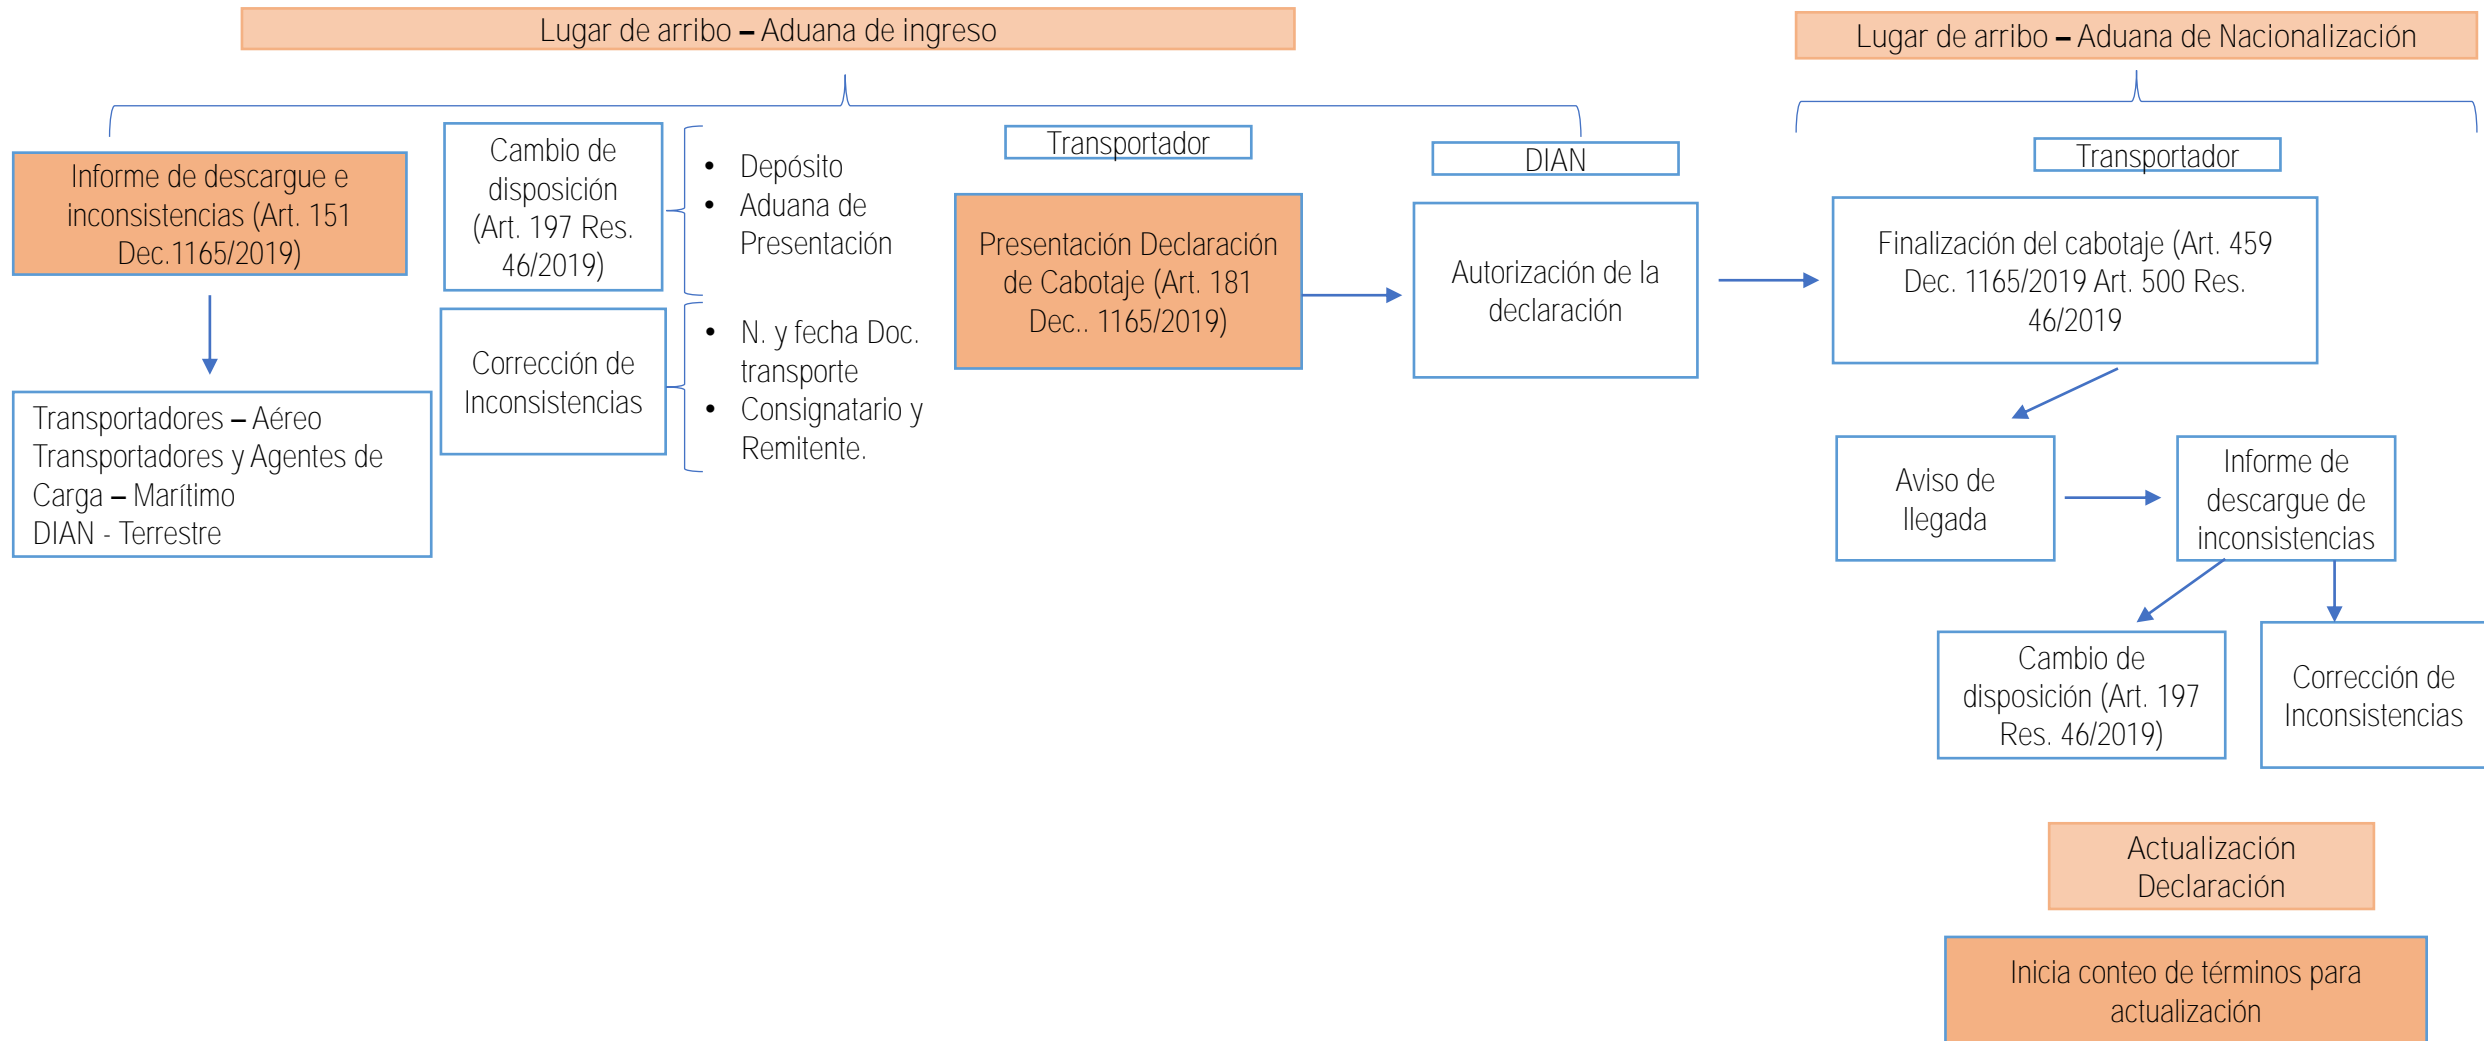 Lugar de arribo – Aduana de ingreso
Informe de descargue e
inconsistencias (Art. 151
Dec.1165/2019)
Transportadores – Aéreo
Transportadores y Agentes de
Carga – Marítimo
DIAN - Terrestre
Cambio de
disposición
(Art. 197 Res.
46/2019)
• Depósito
• Aduana de
Presentación
Corrección de
Inconsistencias
• N. y fecha Doc.
transporte
• Consignatario y
Remitente.
Transportador
Presentación Declaración
de Cabotaje (Art. 181
Dec.. 1165/2019)
DIAN
Autorización de la
declaración
Lugar de arribo – Aduana de Nacionalización
Transportador
Finalización del cabotaje (Art. 459
Dec. 1165/2019 Art. 500 Res.
46/2019
Aviso de
llegada
Informe de
descargue de
inconsistencias
Cambio de
disposición (Art. 197
Res. 46/2019)
Corrección de
Inconsistencias
Actualización
Declaración
Inicia conteo de términos para
actualización